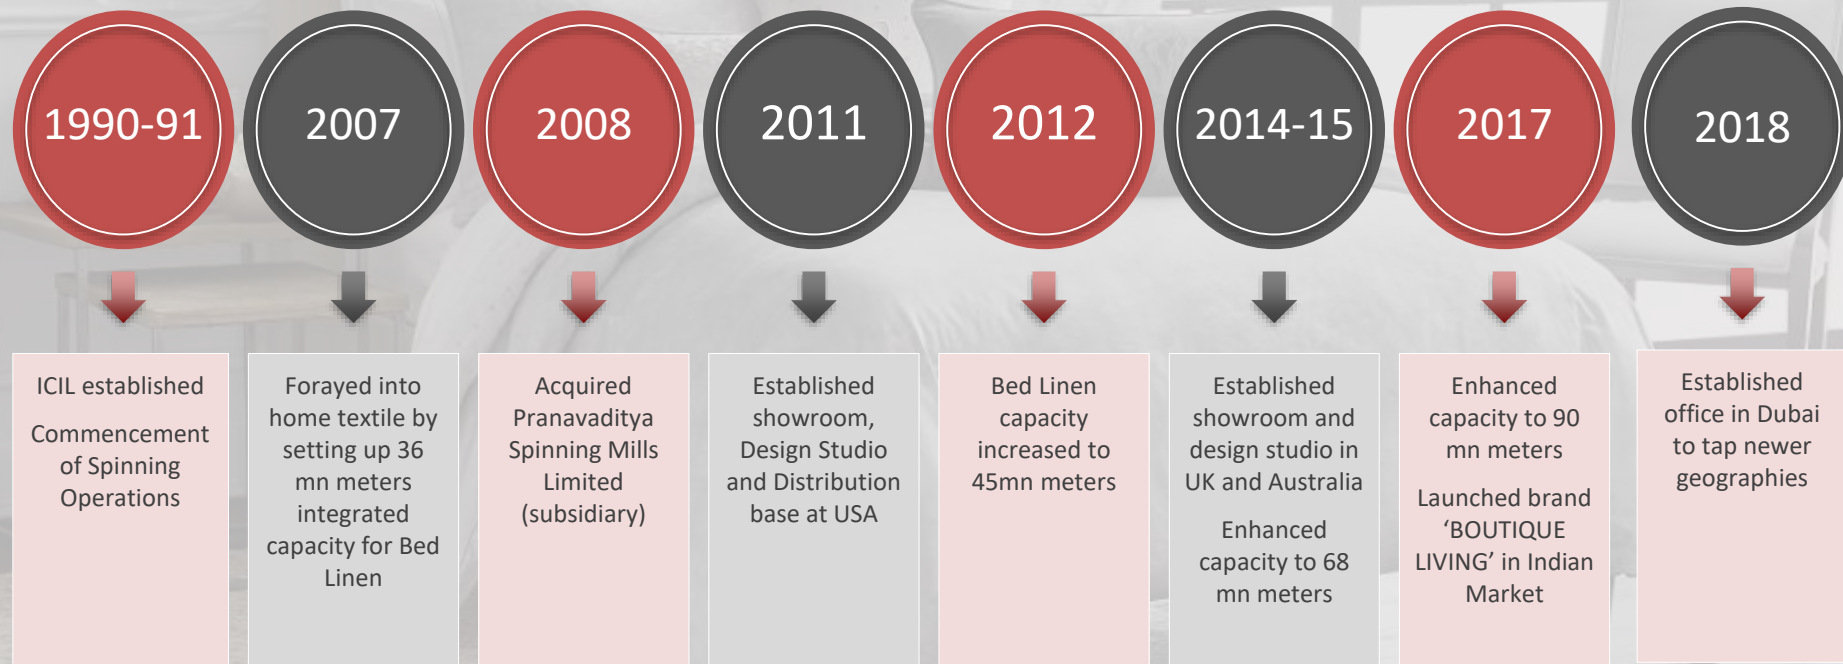 1990-91
2007
2008
2011
2012
2014-15
2017
2018
ICIL established
Commencement
of Spinning
Operations
Forayed into
home textile by
setting up 36
mn meters
integrated
capacity for Bed
Linen
Acquired
Pranavaditya
Spinning Mills
Limited
(subsidiary)
Established
showroom,
Design Studio
and Distribution
base at USA
Bed Linen
capacity
increased to
45mn meters
Established
showroom and
design studio in
UK and Australia
Enhanced
capacity to 68
mn meters
Enhanced
capacity to 90
mn meters
Launched brand
‘BOUTIQUE
LIVING’ in Indian
Market
Established
office in Dubai
to tap newer
geographies